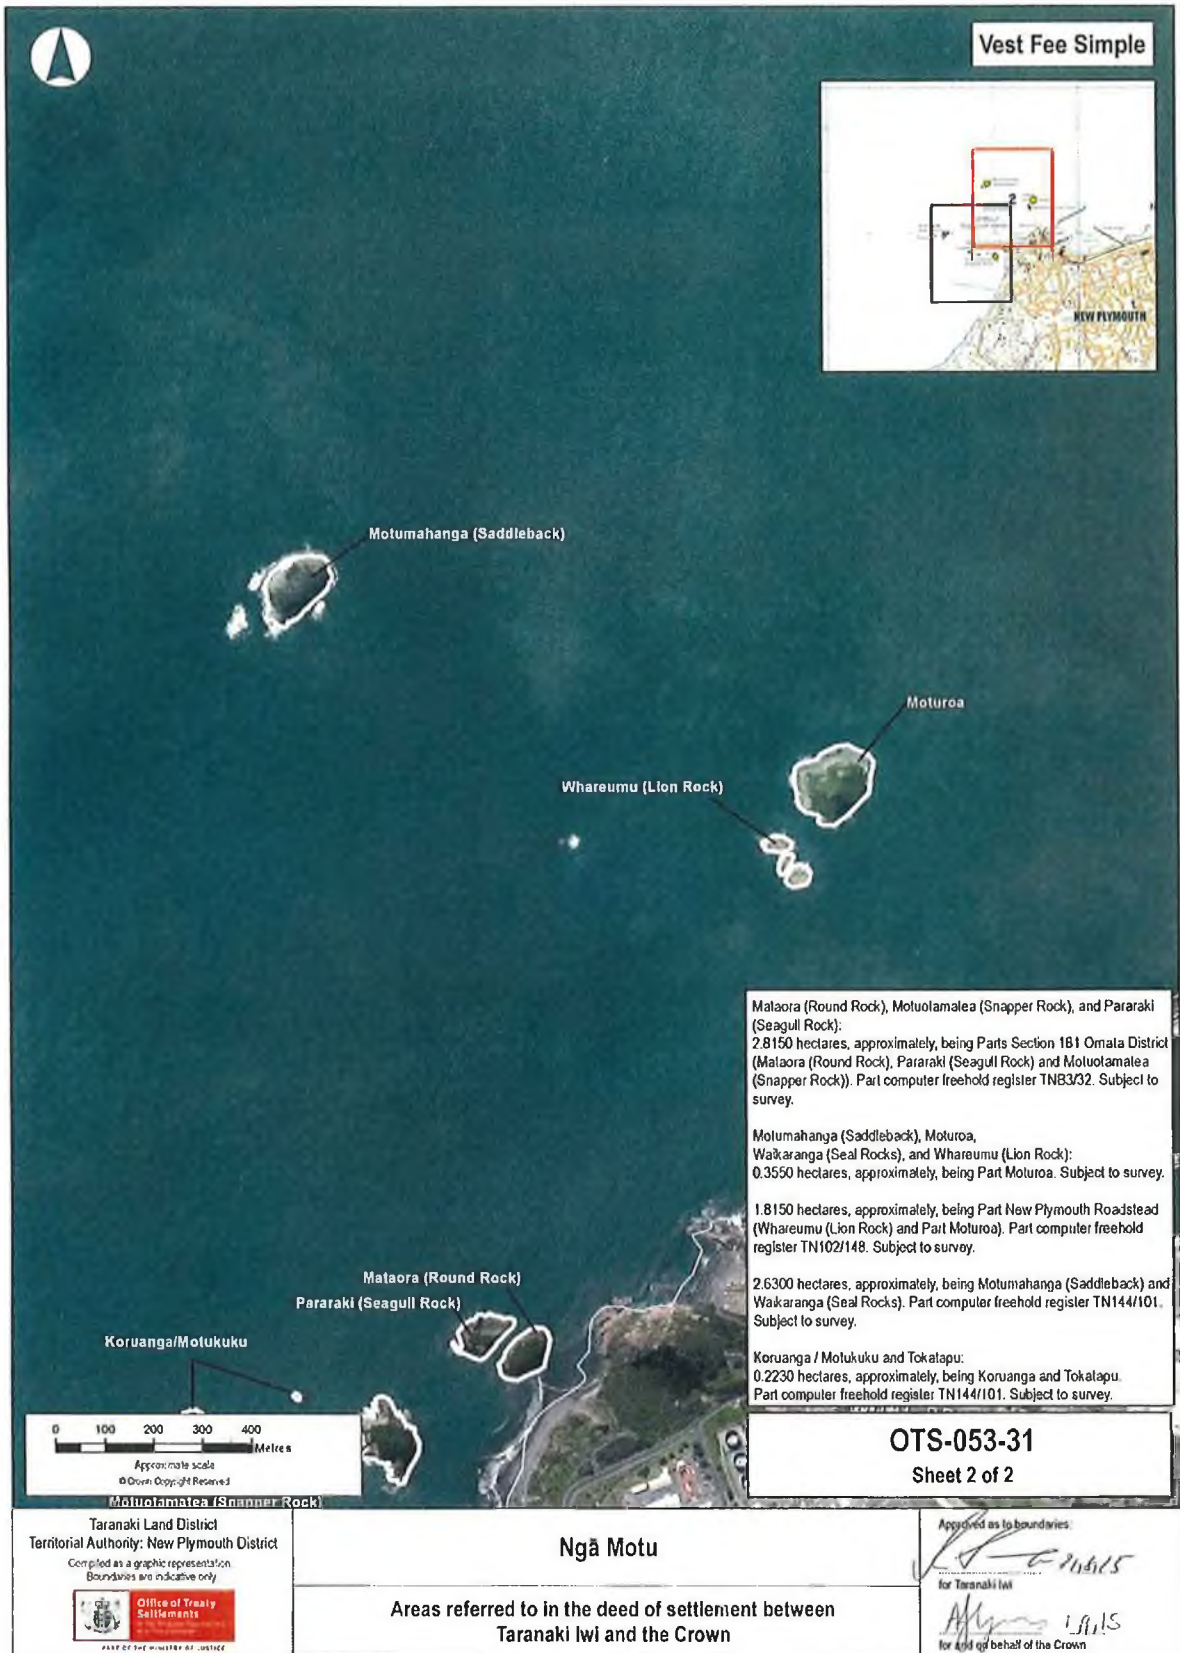 Vest Fee Simple
2
NEW PLYMOUTH
Motumahanga (Saddleback)
Moturoa
Whareumu (Lion Rock)
Mataora (Round Rock), Motuotamatea (Snapper Rock), and Pararaki
(Seagull Rock):
2.8150 hectares, approximately, being Parts Section 181 Omata District
(Mataora (Round Rock), Pararaki (Seagull Rock) and Motuotamatea
(Snapper Rock)). Part computer freehold register TNB3/32. Subject to
survey.
Motumahanga (Saddleback), Moturoa,
Waikaranga (Seal Rocks), and Whareumu (Lion Rock):
0.3550 hectares, approximately, being Part Moturoa. Subject to survey.
1.8150 hectares, approximately, being Part New Plymouth Roadstead
(Whareumu (Lion Rock) and Part Moturoa). Part computer freehold
register TN102/148. Subject to survey.
2.6300 hectares, approximately, being Motumahanga (Saddleback) and
Waikaranga (Seal Rocks). Part computer freehold register TN144/101.
Subject to survey.
Koruanga / Motukuku and Tokatapu:
0.2230 hectares, approximately, being Koruanga and Tokatapu.
Part computer freehold register TN144/101. Subject to survey.
Mataora (Round Rock)
Pararaki (Seagull Rock)
Koruanga/Motukuku
0 100 200 300 400
Metres
Approximate scale
© Crown Copyright Reserved
Motuotamatea (Snapper Rock)
OTS-053-31
Sheet 2 of 2
Taranaki Land District
Territorial Authority: New Plymouth District
Compiled as a graphic representation.
Boundaries are indicative only
Office of Treaty
Settlements
PART OF THE MINISTRY OF JUSTICE
Ngā Motu
Areas referred to in the deed of settlement between
Taranaki Iwi and the Crown
Approved as to boundaries:
for Taranaki Iwi
for and on behalf of the Crown